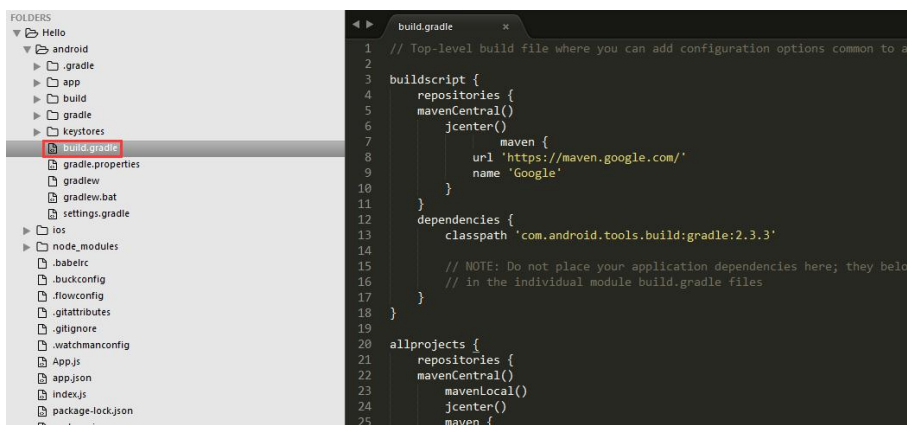 FOLDERS
Hello
android
.gradle
app
build
gradle
keystores
build.gradle
gradle.properties
gradlew
gradlew.bat
settings.gradle
ios
node_modules
.babelrc
.buckconfig
.flowconfig
.gitattributes
.gitignore
.watchmanconfig
App.js
app.json
index.js
package-lock.json
build.gradle ×
1 // Top-level build file where you can add configuration options common to a
2
3 buildscript {
4     repositories {
5     mavenCentral()
6         jcenter()
7                 maven {
8             url 'https://maven.google.com/'
9             name 'Google'
10         }
11     }
12     dependencies {
13         classpath 'com.android.tools.build:gradle:2.3.3'
14
15         // NOTE: Do not place your application dependencies here; they belo
16         // in the individual module build.gradle files
17     }
18 }
19
20 allprojects {
21     repositories {
22     mavenCentral()
23         mavenLocal()
24         jcenter()
25         maven {